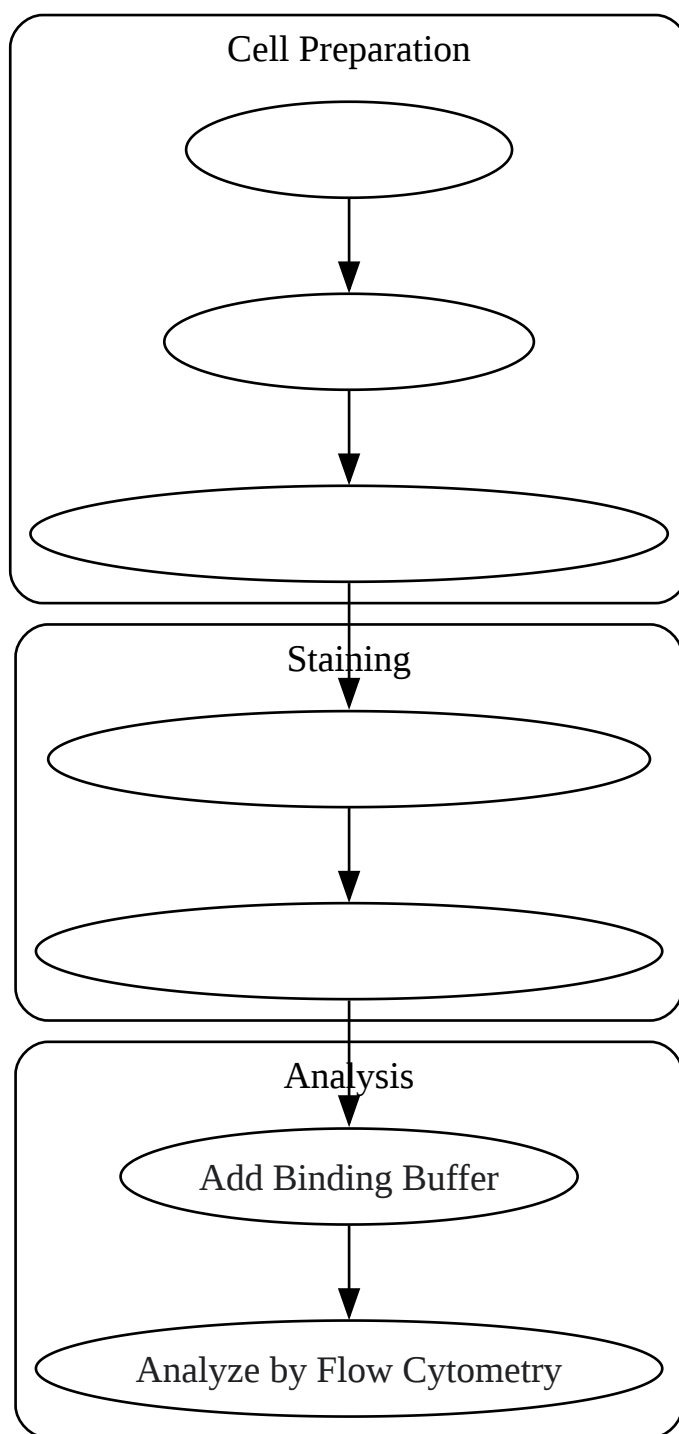 Cell Preparation
Staining
Analysis
Add Binding Buffer
Analyze by Flow Cytometry